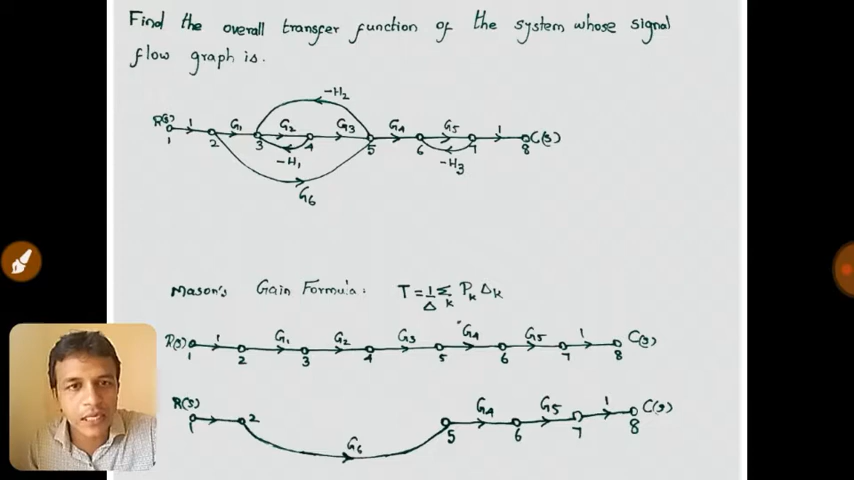 Find the overall transfer function of the system whose signal
flow graph is.
-H2
R(s) 1 G1 G2 G3 G4 G5 1 C(s)
1 2 3 4 5 6 7 8
-H1 -H3
G6
Mason's Gain Formula: T = 1/Δ Σ_k P_k Δ_k
R(s) 1 G1 G2 G3 G4 G5 1 C(s)
1 2 3 4 5 6 7 8
R(s) 2 G4 G5 1 C(s)
1 5 6 7 8
G6